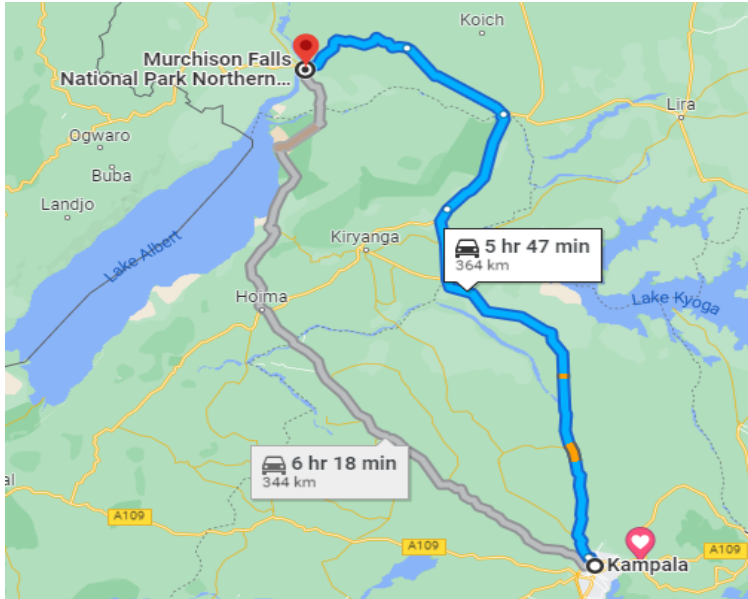 Koich
Murchison Falls
National Park Northern...
Lira
Ogwaro
Buba
Landjo
Kiryanga
5 hr 47 min
364 km
Lake Albert
Lake Kyoga
Hoima
6 hr 18 min
344 km
al
A109
A109
A109
Kampala